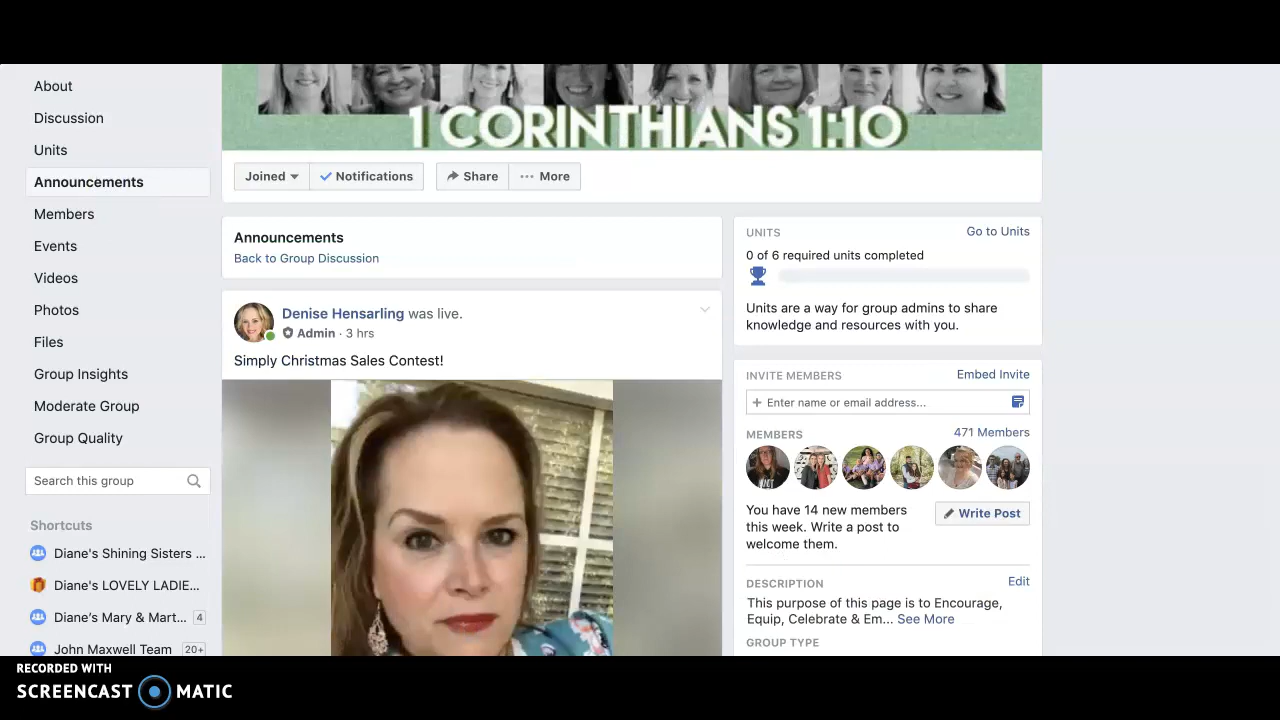 1 CORINTHIANS 1:10
About
Discussion
Units
Announcements
Members
Events
Videos
Photos
Files
Group Insights
Moderate Group
Group Quality
Search this group
Shortcuts
Diane's Shining Sisters ...
Diane's LOVELY LADIE...
Diane's Mary & Mart... 4
John Maxwell Team 20+
Joined Notifications Share ... More
Announcements
Back to Group Discussion
Denise Hensarling was live.
Admin · 3 hrs
Simply Christmas Sales Contest!
UNITS Go to Units
0 of 6 required units completed
Units are a way for group admins to share
knowledge and resources with you.
INVITE MEMBERS Embed Invite
+ Enter name or email address...
MEMBERS 471 Members
You have 14 new members
this week. Write a post to
welcome them.
Write Post
DESCRIPTION Edit
This purpose of this page is to Encourage,
Equip, Celebrate & Em... See More
GROUP TYPE
RECORDED WITH
SCREENCAST MATIC